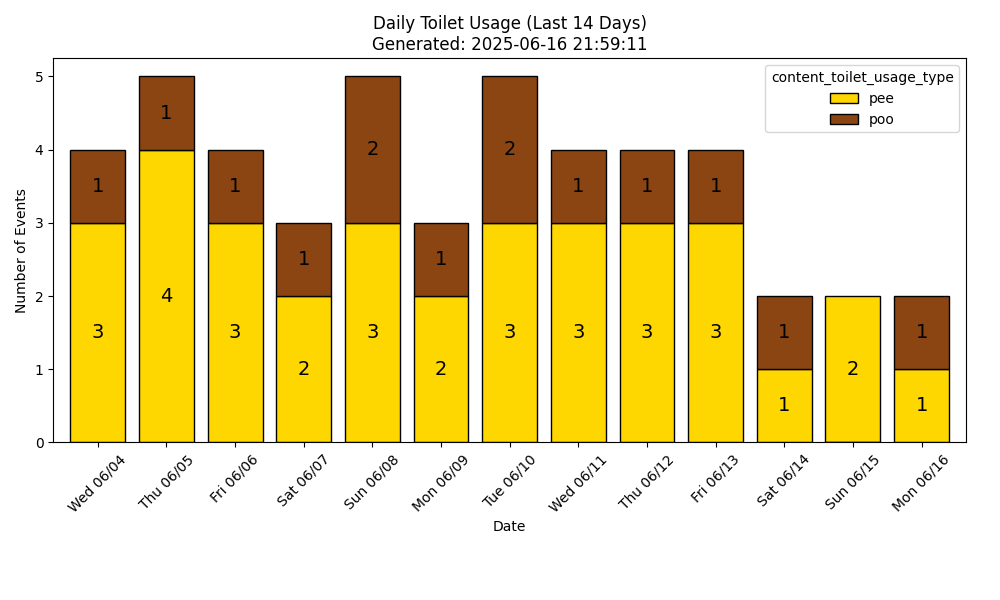 Daily Toilet Usage (Last 14 Days)
Generated: 2025-06-16 21:59:11
content_toilet_usage_type
pee
poo
Number of Events
5
4
3
2
1
0
1 1 1 1 2 1 2 1 1 1 1 1
3 4 3 2 3 2 3 3 3 3 1 2 1
Wed 06/04 Thu 06/05 Fri 06/06 Sat 06/07 Sun 06/08 Mon 06/09 Tue 06/10 Wed 06/11 Thu 06/12 Fri 06/13 Sat 06/14 Sun 06/15 Mon 06/16
Date